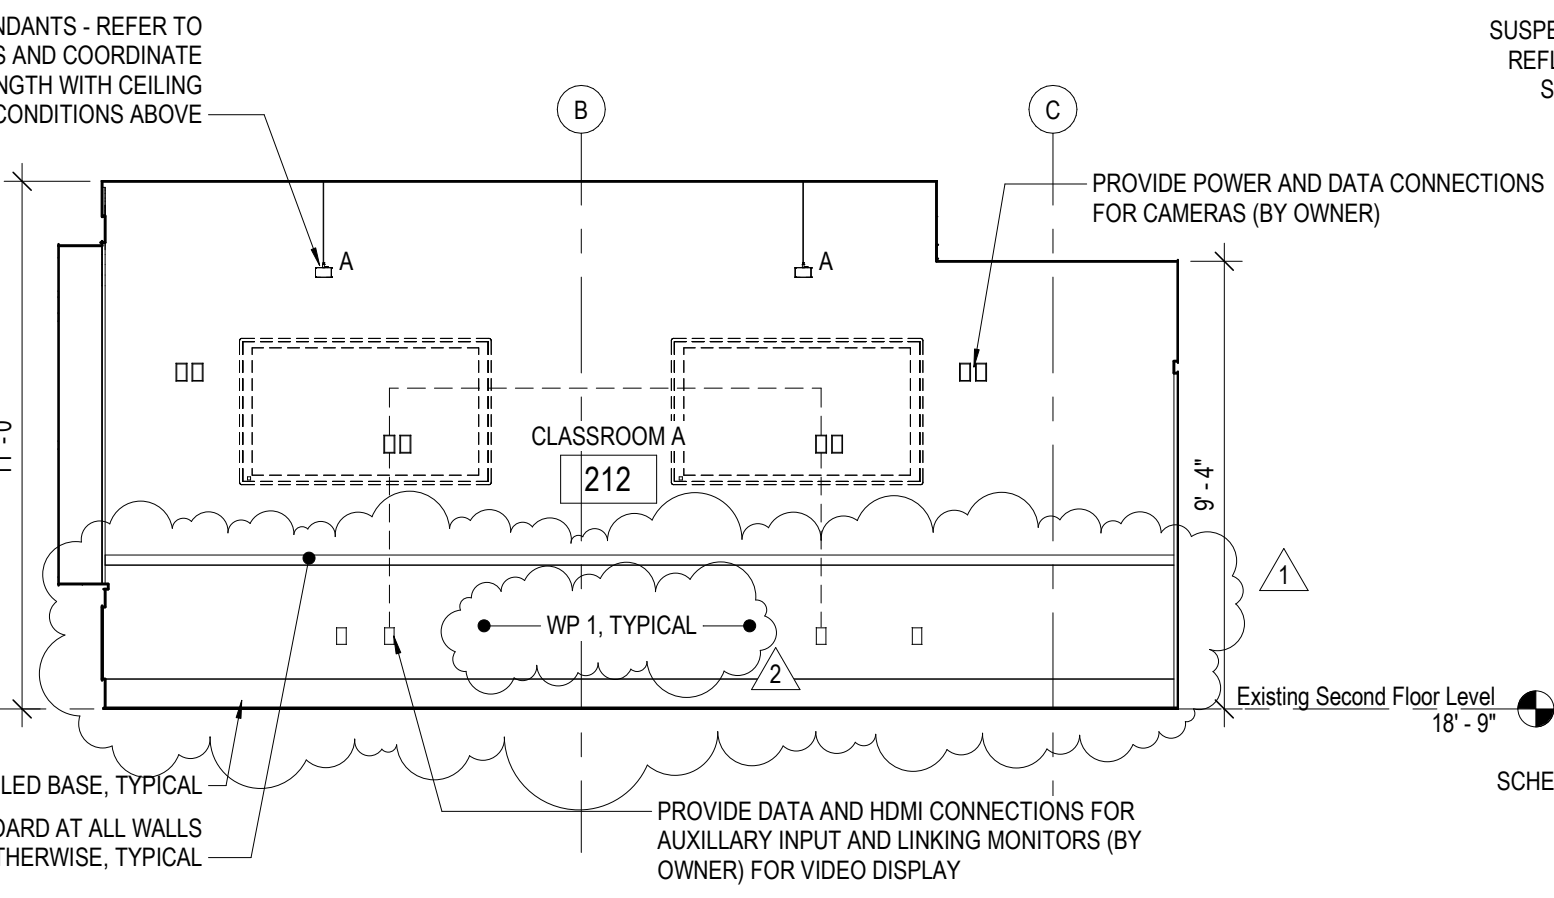 NDANTS - REFER TO
S AND COORDINATE
NGTH WITH CEILING
CONDITIONS ABOVE
SUSPE
REFL
S
B
C
PROVIDE POWER AND DATA CONNECTIONS
FOR CAMERAS (BY OWNER)
A
A
11' - 0"
CLASSROOM A
212
9' - 4"
1
WP 1, TYPICAL
2
Existing Second Floor Level
18' - 9"
LED BASE, TYPICAL
OARD AT ALL WALLS
THERWISE, TYPICAL
SCHE
PROVIDE DATA AND HDMI CONNECTIONS FOR
AUXILLARY INPUT AND LINKING MONITORS (BY
OWNER) FOR VIDEO DISPLAY